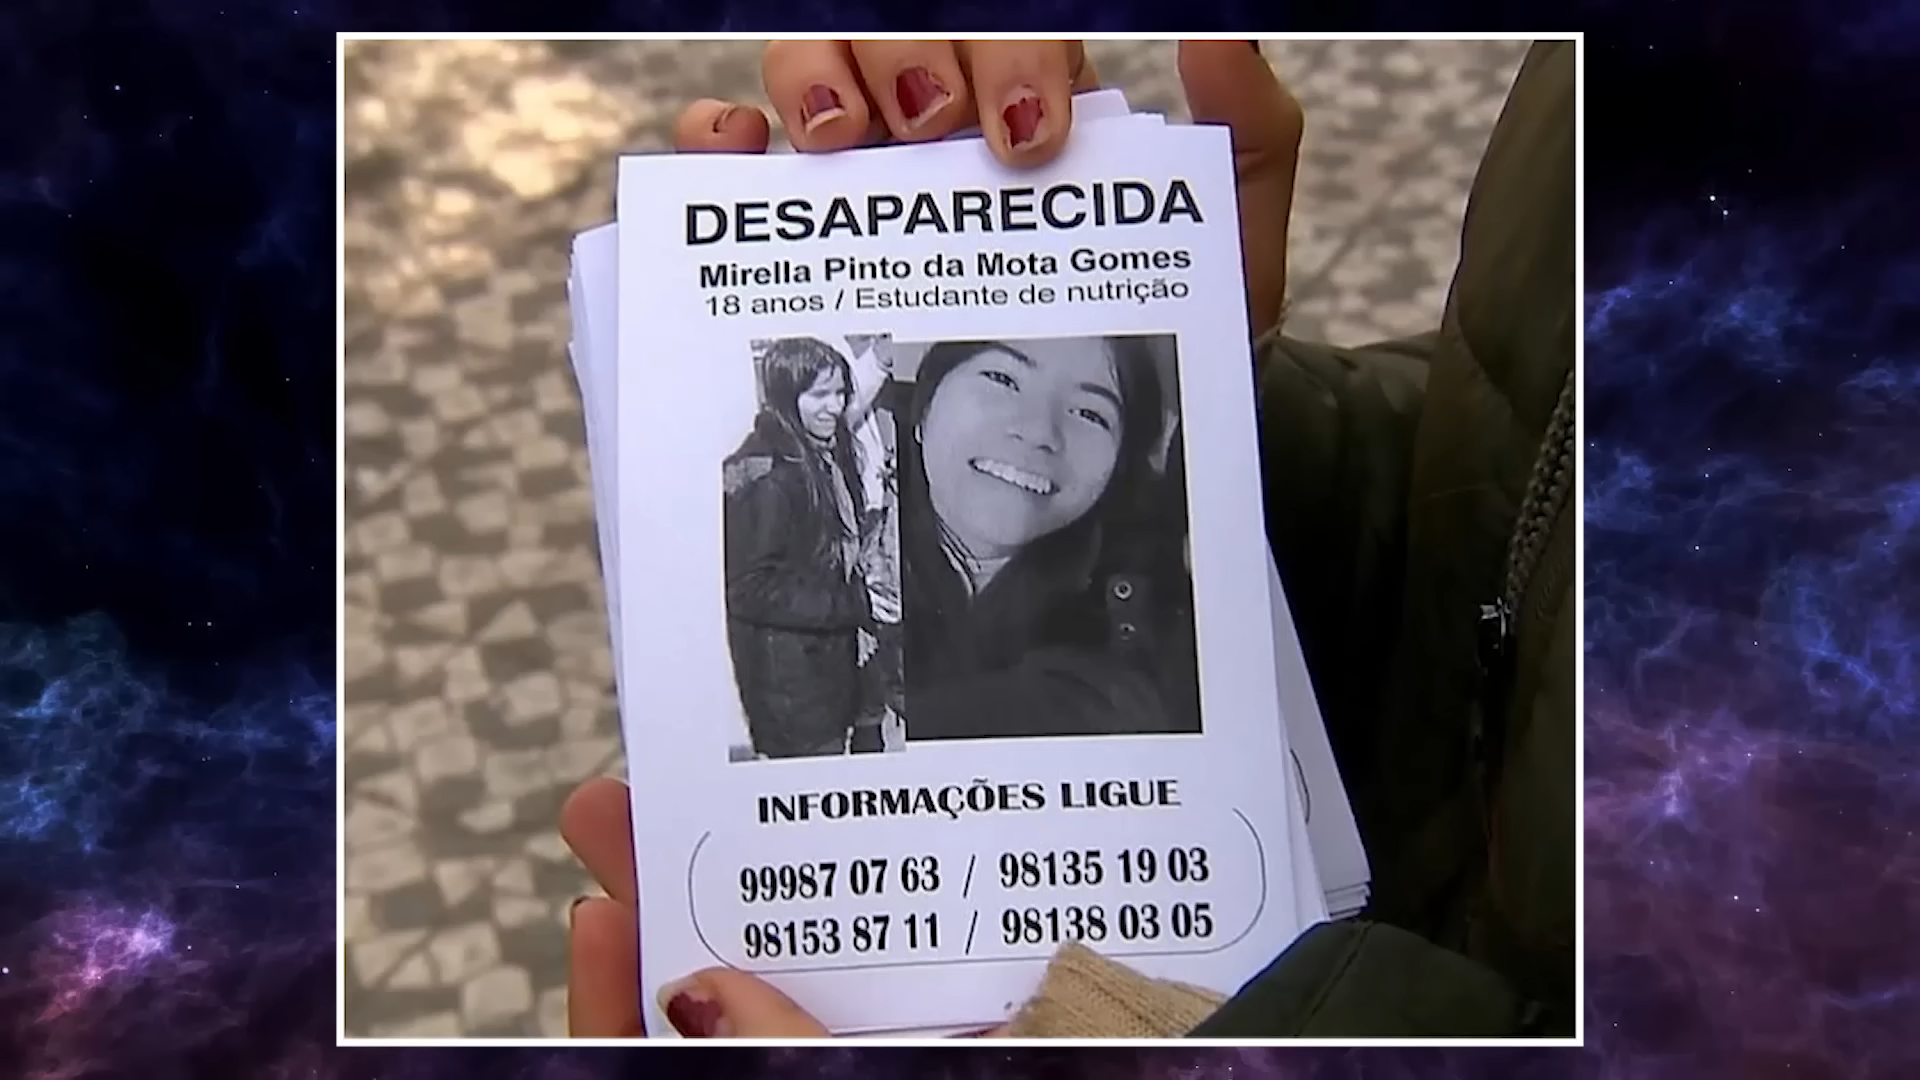 DESAPARECIDA
Mirella Pinto da Mota Gomes
18 anos / Estudante de nutrição
INFORMAÇÕES LIGUE
99987 07 63 / 98135 19 03
98153 87 11 / 98138 03 05